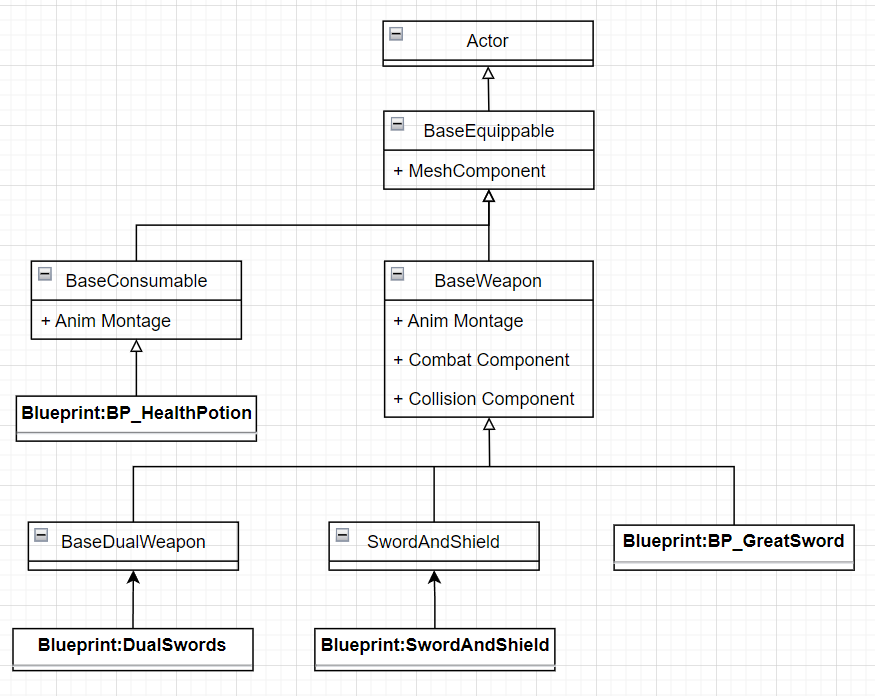 Actor
BaseEquippable
+ MeshComponent
BaseConsumable
+ Anim Montage
BaseWeapon
+ Anim Montage
+ Combat Component
+ Collision Component
Blueprint:BP_HealthPotion
BaseDualWeapon
SwordAndShield
Blueprint:BP_GreatSword
Blueprint:DualSwords
Blueprint:SwordAndShield